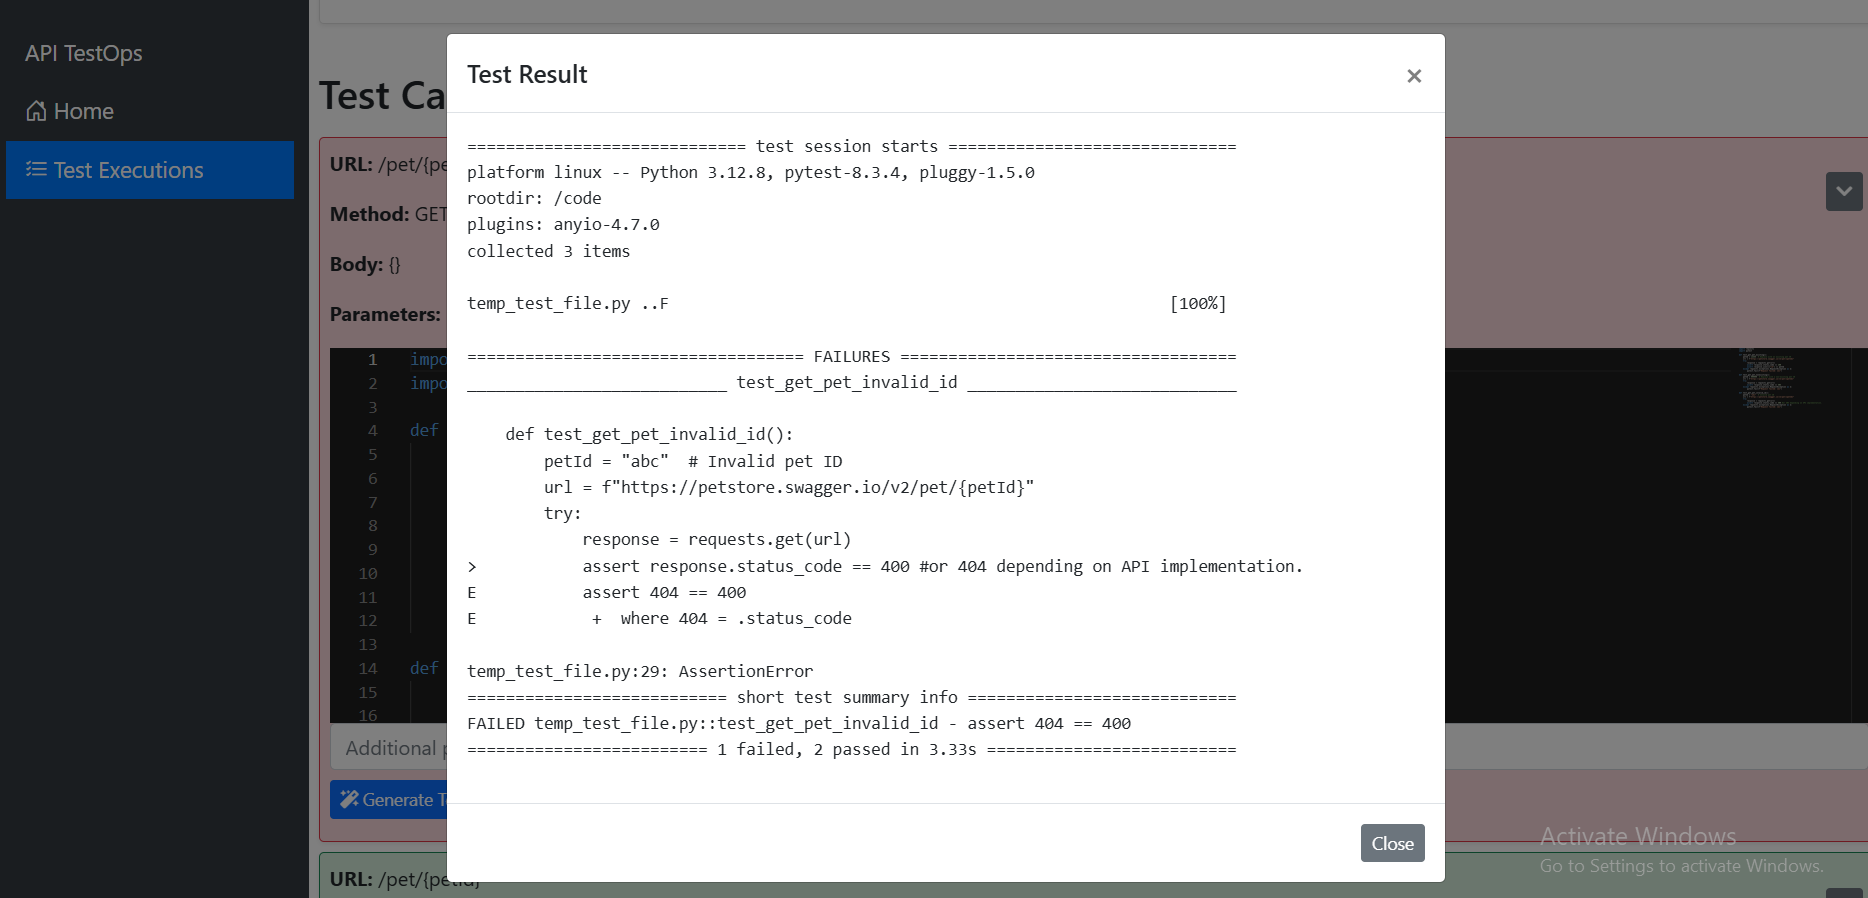 API TestOps
Home
Test Executions
Test Ca
URL: /pet/{pe
Method: GET
Body: {}
Parameters:
1 impo
2 impo
3
4 def
5
6
7
8
9
10
11
12
13
14 def
15
16
Additional
Generate T
URL: /pet/{petId}
Test Result
×
============================= test session starts ==============================
platform linux -- Python 3.12.8, pytest-8.3.4, pluggy-1.5.0
rootdir: /code
plugins: anyio-4.7.0
collected 3 items
temp_test_file.py ..F [100%]
=================================== FAILURES ===================================
___________________________ test_get_pet_invalid_id ____________________________
def test_get_pet_invalid_id():
petId = "abc"  # Invalid pet ID
url = f"https://petstore.swagger.io/v2/pet/{petId}"
try:
response = requests.get(url)
> assert response.status_code == 400 #or 404 depending on API implementation.
E assert 404 == 400
E +  where 404 = .status_code
temp_test_file.py:29: AssertionError
=========================== short test summary info ============================
FAILED temp_test_file.py::test_get_pet_invalid_id - assert 404 == 400
========================= 1 failed, 2 passed in 3.33s ==========================
Close
Activate Windows
Go to Settings to activate Windows.